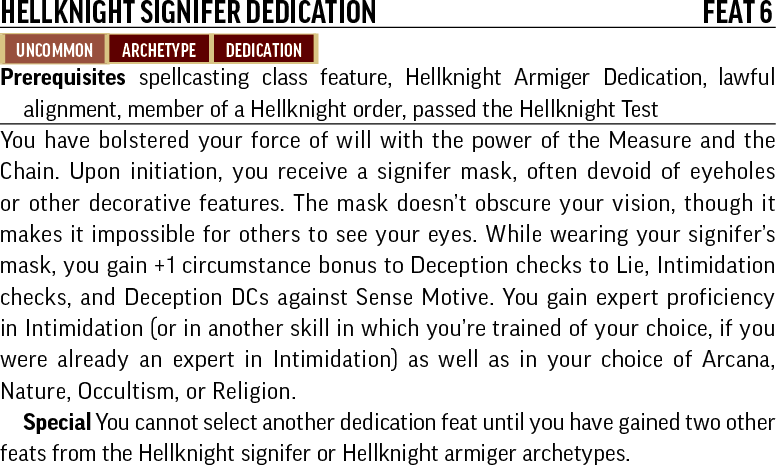 HELLKNIGHT SIGNIFER DEDICATION FEAT 6
UNCOMMON ARCHETYPE DEDICATION
Prerequisites spellcasting class feature, Hellknight Armiger Dedication, lawful
alignment, member of a Hellknight order, passed the Hellknight Test
You have bolstered your force of will with the power of the Measure and the
Chain. Upon initiation, you receive a signifer mask, often devoid of eyeholes
or other decorative features. The mask doesn’t obscure your vision, though it
makes it impossible for others to see your eyes. While wearing your signifer’s
mask, you gain +1 circumstance bonus to Deception checks to Lie, Intimidation
checks, and Deception DCs against Sense Motive. You gain expert proficiency
in Intimidation (or in another skill in which you’re trained of your choice, if you
were already an expert in Intimidation) as well as in your choice of Arcana,
Nature, Occultism, or Religion.
Special You cannot select another dedication feat until you have gained two other
feats from the Hellknight signifer or Hellknight armiger archetypes.